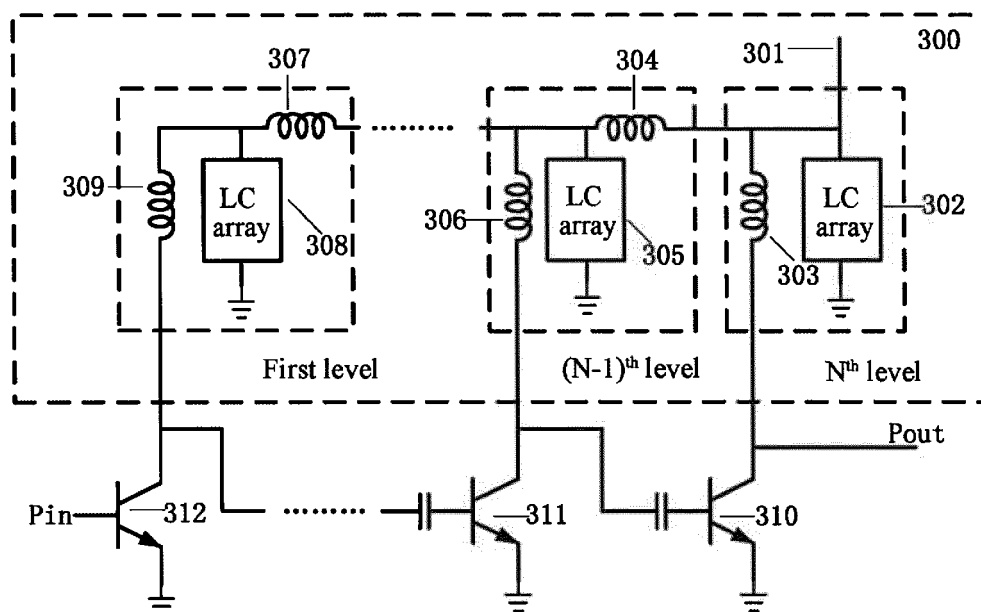 300
301
307
304
309
LC
array
308
306
LC
array
305
303
LC
array
302
First level
(N-1)th level
Nth level
Pout
Pin
312
311
310